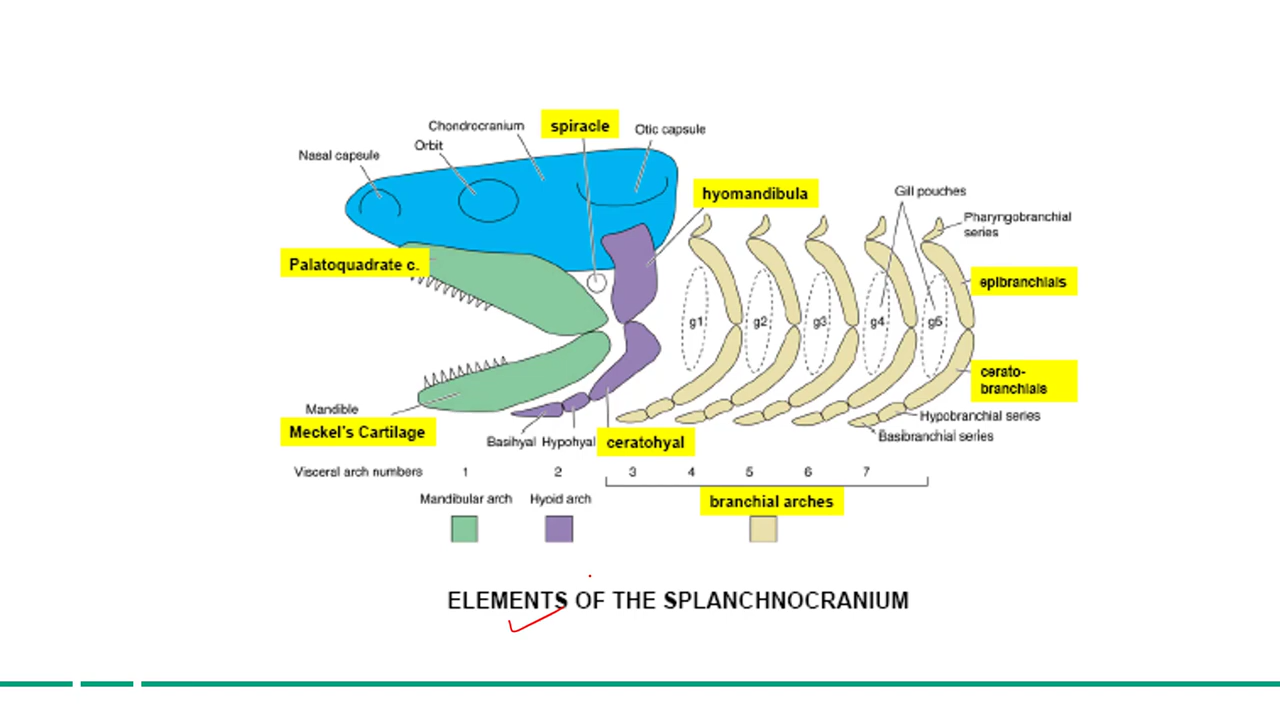 Chondrocranium
spiracle
Otic capsule
Orbit
Nasal capsule
hyomandibula
Gill pouches
Pharyngobranchial
series
Palatoquadrate c.
epibranchials
g1
g2
g3
g4
g5
cerato-
branchials
Mandible
Meckel's Cartilage
Hypobranchial series
Basibranchial series
Basihyal
Hypohyal
ceratohyal
Visceral arch numbers 1 2 3 4 5 6 7
Mandibular arch
Hyoid arch
branchial arches
ELEMENTS OF THE SPLANCHNOCRANIUM